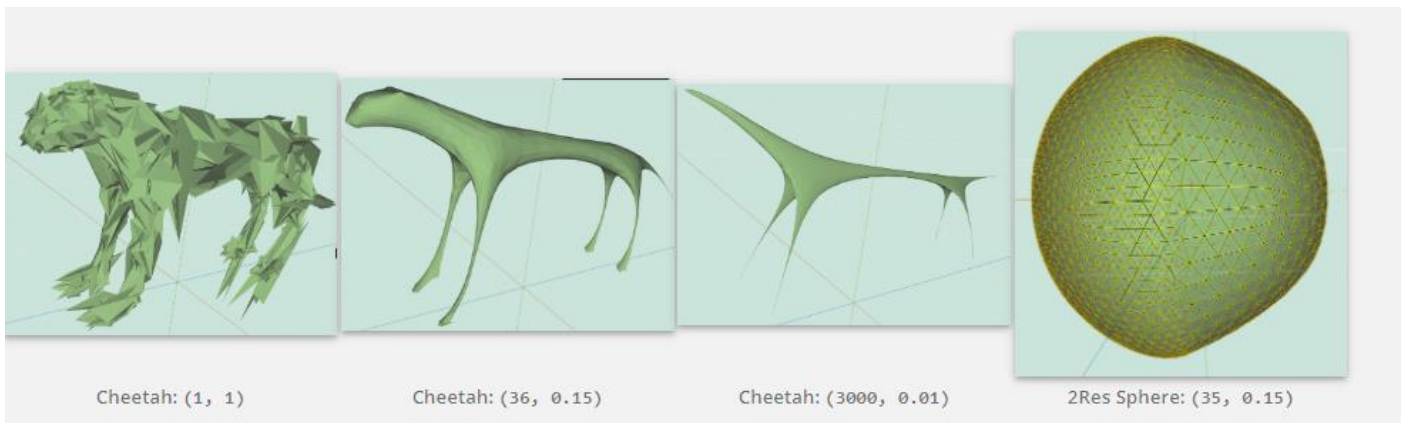 Cheetah: (1, 1)
Cheetah: (36, 0.15)
Cheetah: (3000, 0.01)
2Res Sphere: (35, 0.15)